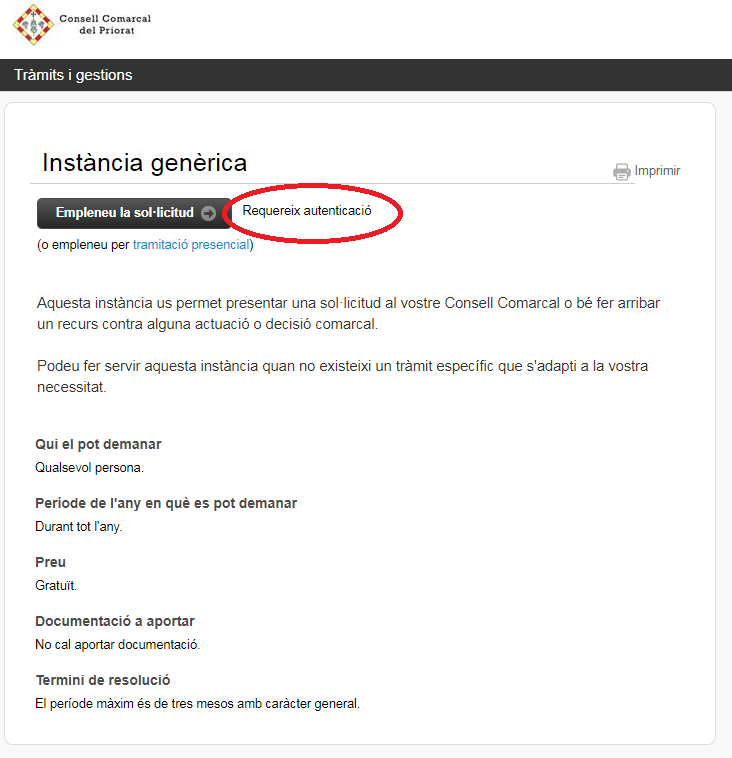 Consell Comarcal
del Priorat
Tràmits i gestions
Instància genèrica
Imprimir
Empleneu la sol·licitud
Requereix autenticació
(o empleneu per tramitació presencial)
Aquesta instància us permet presentar una sol·licitud al vostre Consell Comarcal o bé fer arribar
un recurs contra alguna actuació o decisió comarcal.
Podeu fer servir aquesta instància quan no existeixi un tràmit específic que s'adapti a la vostra
necessitat.
Qui el pot demanar
Qualsevol persona.
Període de l'any en què es pot demanar
Durant tot l'any.
Preu
Gratuït.
Documentació a aportar
No cal aportar documentació.
Termini de resolució
El període màxim és de tres mesos amb caràcter general.